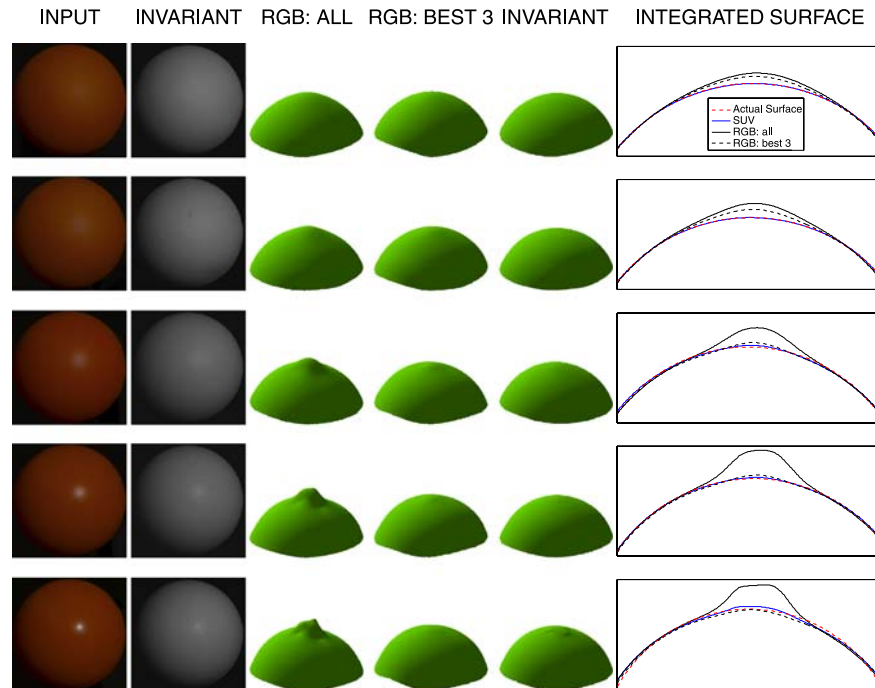 INPUT INVARIANT RGB: ALL RGB: BEST 3 INVARIANT INTEGRATED SURFACE
Actual Surface
SUV
RGB: all
RGB: best 3